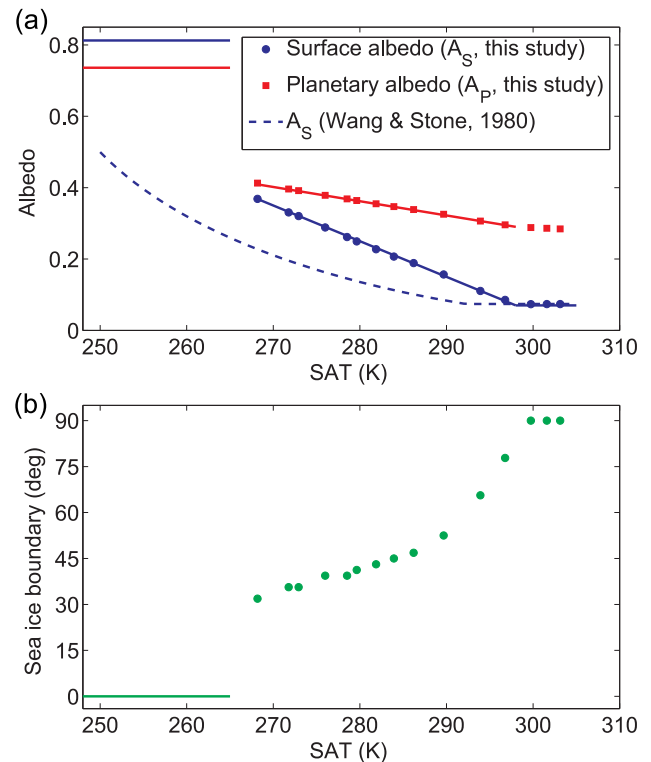 (a)
0.8
0.6
0.4
0.2
0
Albedo
Surface albedo (A_S, this study)
Planetary albedo (A_P, this study)
A_S (Wang & Stone, 1980)
250 260 270 280 290 300 310
SAT (K)
(b)
90
75
60
45
30
15
0
Sea ice boundary (deg)
250 260 270 280 290 300 310
SAT (K)